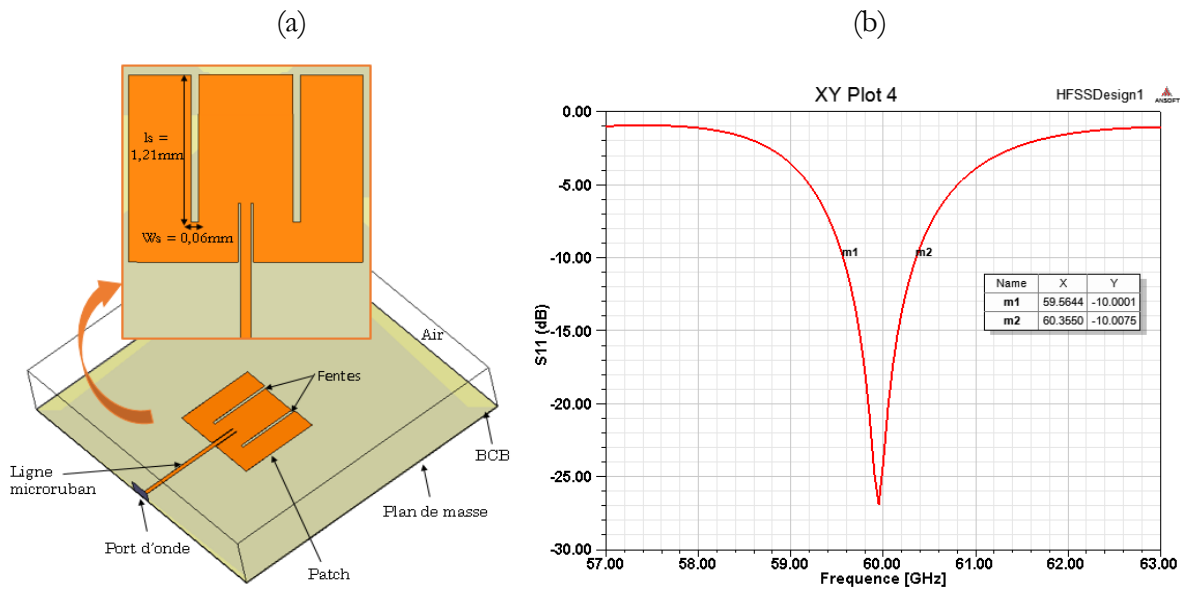 (a)
(b)
ls =
1,21mm
Ws = 0,06mm
Air
Fentes
BCB
Ligne
microruban
Plan de masse
Port d'onde
Patch
XY Plot 4
HFSSDesign1
ANSOFT
0.00
-5.00
-10.00
-15.00
-20.00
-25.00
-30.00
S11 (dB)
m1
m2
Name X Y
m1 59.5644 -10.0001
m2 60.3550 -10.0075
57.00 58.00 59.00 60.00 61.00 62.00 63.00
Frequence [GHz]